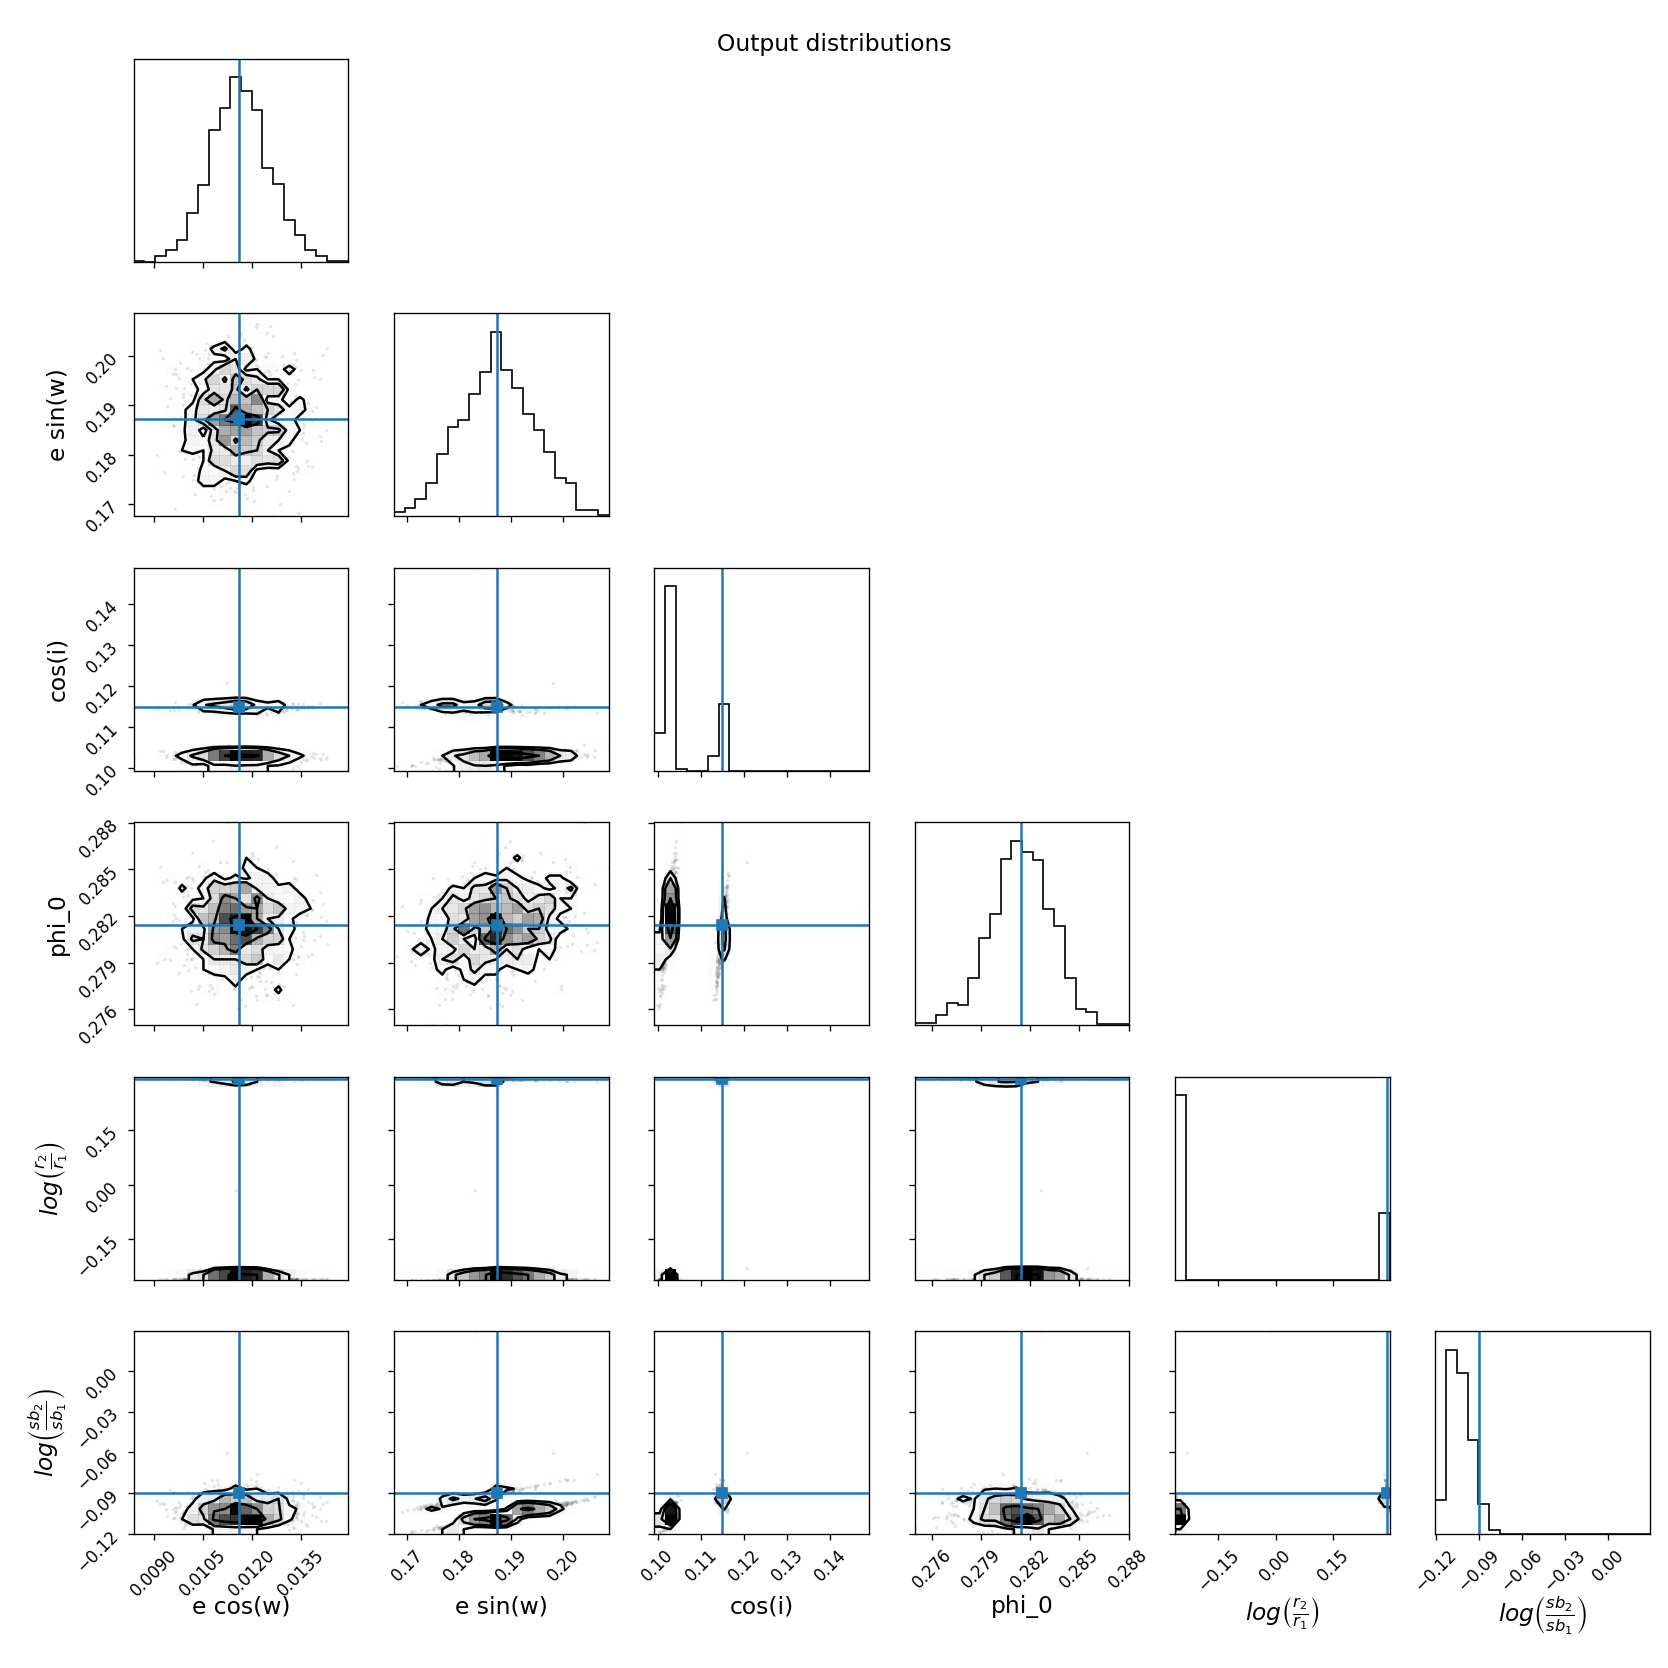 Output distributions
e sin(w)
0.20
0.19
0.18
0.17
cos(i)
0.14
0.13
0.12
0.11
0.10
phi_0
0.288
0.285
0.282
0.279
0.276
log(r2/r1)
0.15
0.00
−0.15
log(sb2/sb1)
0.00
−0.03
−0.06
−0.09
−0.12
0.0090 0.0105 0.0120 0.0135
0.17 0.18 0.19 0.20
0.10 0.11 0.12 0.13 0.14
0.276 0.279 0.282 0.285 0.288
−0.15 0.00 0.15
−0.12 −0.09 −0.06 −0.03 0.00
e cos(w) e sin(w) cos(i) phi_0 log(r2/r1) log(sb2/sb1)